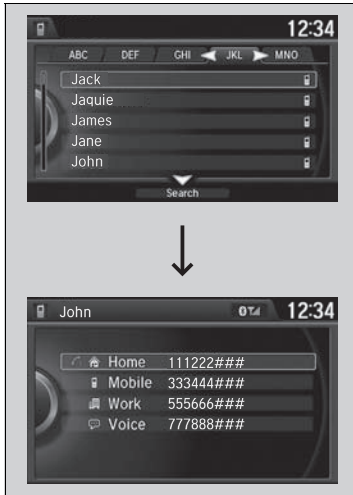 12:34
ABC DEF GHI JKL MNO
Jack
Jaquie
James
Jane
John
Search
John 12:34
Home 111222###
Mobile 333444###
Work 555666###
Voice 777888###